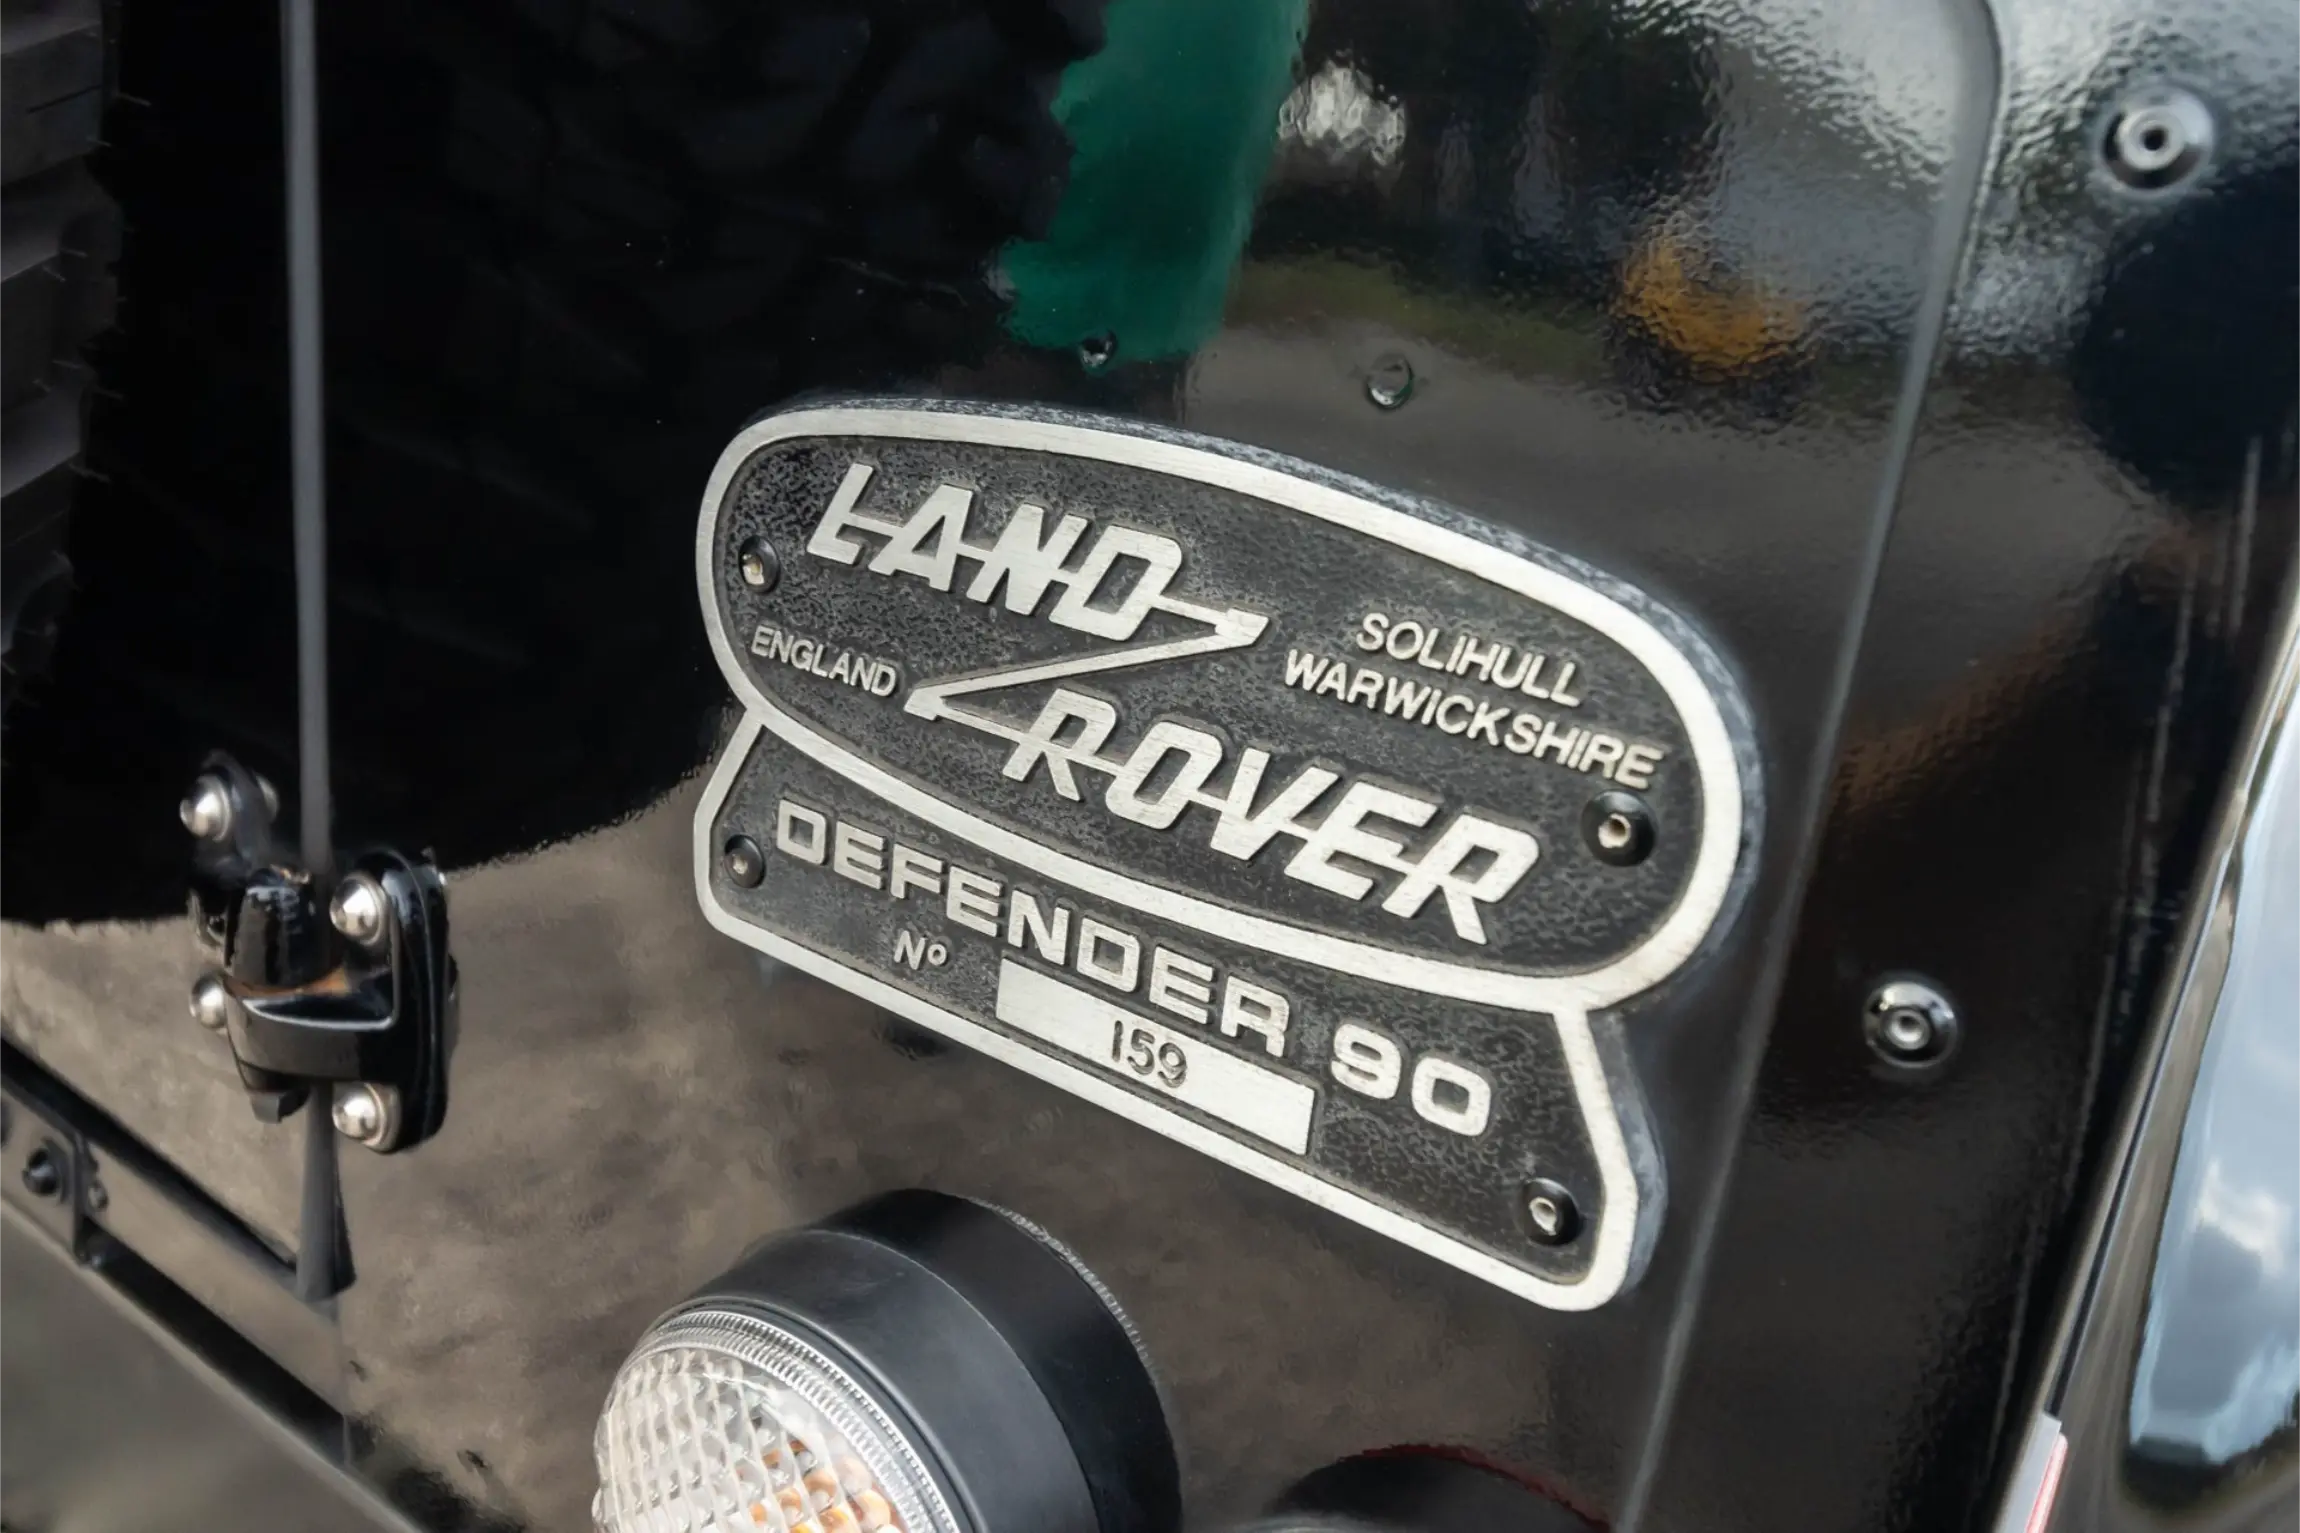 LAND
ENGLAND
SOLIHULL
WARWICKSHIRE
ROVER
DEFENDER 90
Nº
159